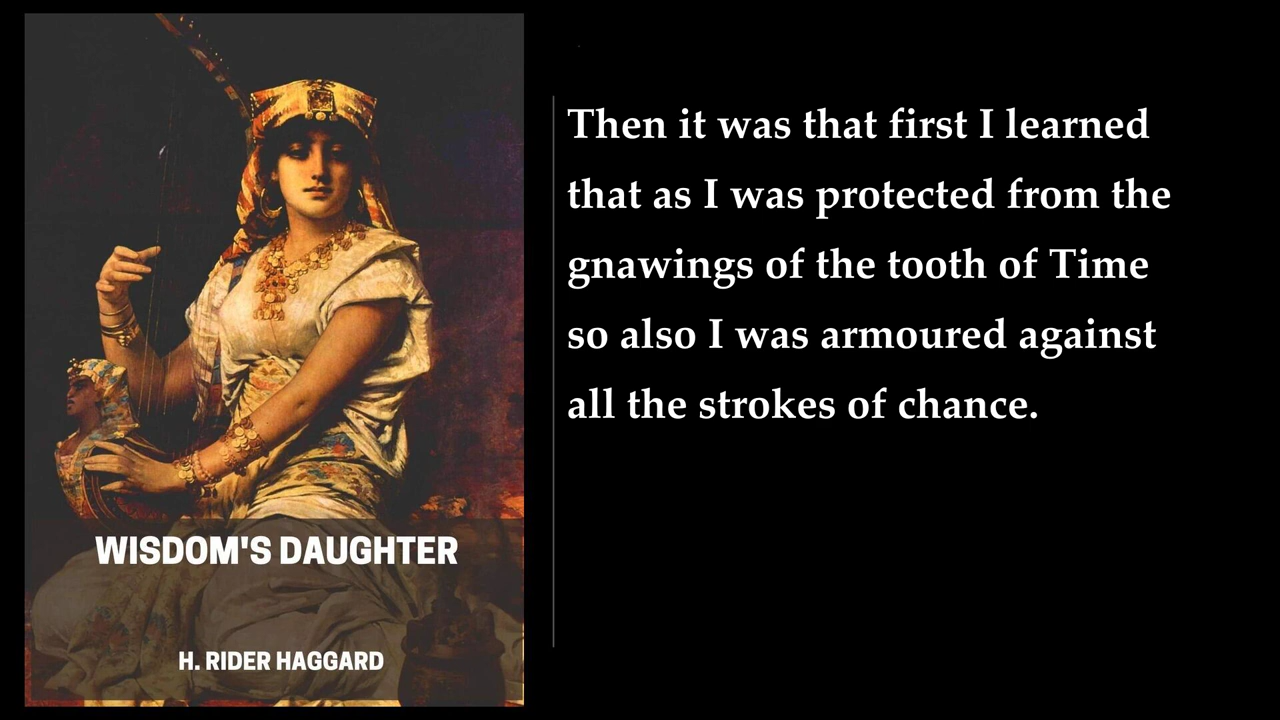 Then it was that first I learned
that as I was protected from the
gnawings of the tooth of Time
so also I was armoured against
all the strokes of chance.
WISDOM'S DAUGHTER
H. RIDER HAGGARD